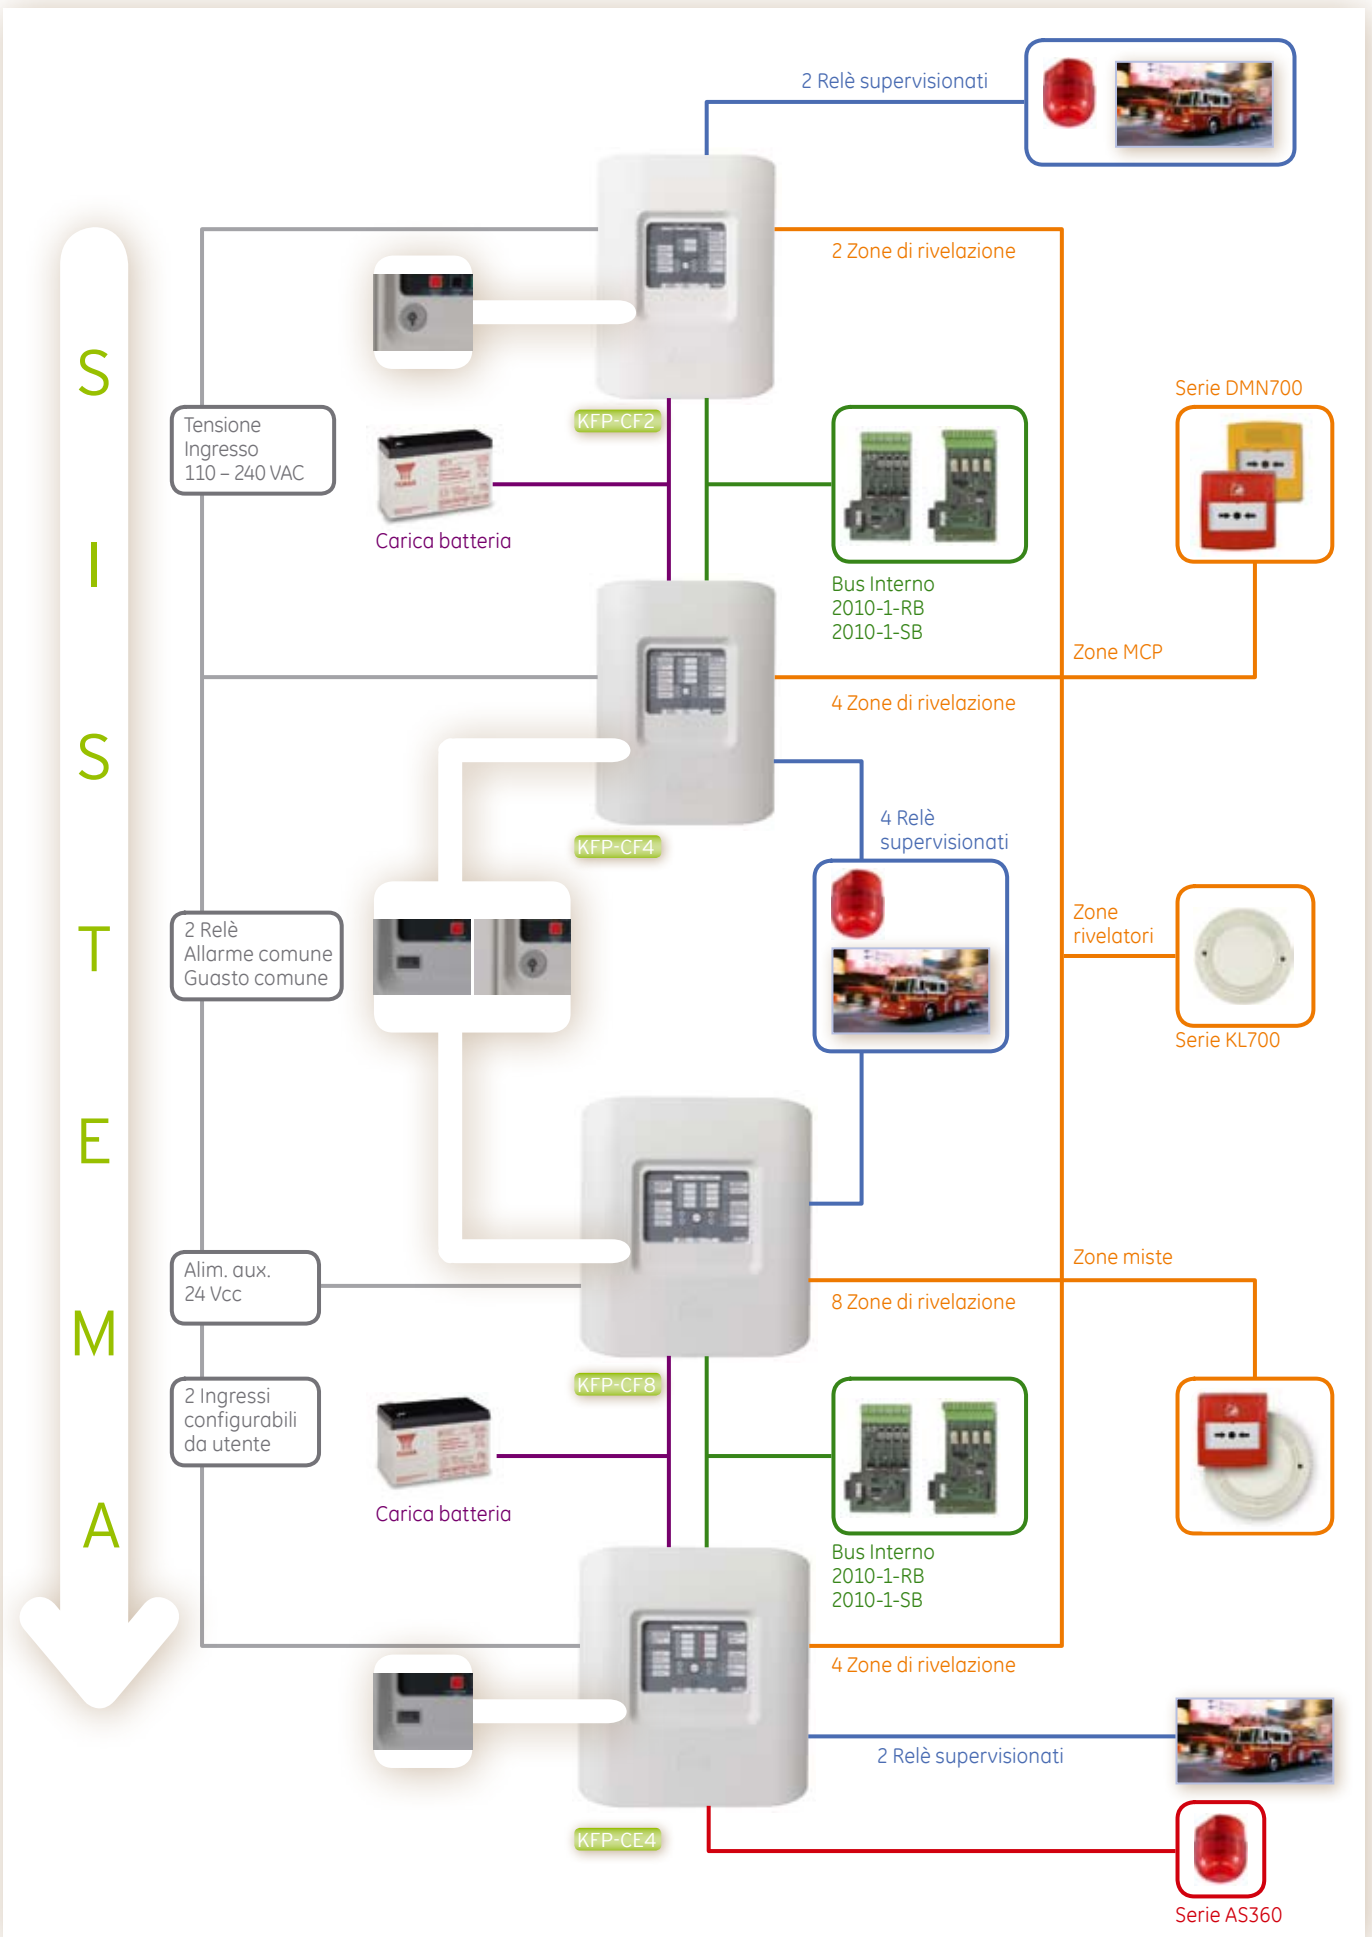 2 Relè supervisionati
2 Zone di rivelazione
SISTEMA
KFP-CF2
Serie DMN700
Tensione
Ingresso
110 – 240 VAC
Carica batteria
Bus Interno
2010-1-RB
2010-1-SB
Zone MCP
4 Zone di rivelazione
KFP-CF4
4 Relè
supervisionati
2 Relè
Allarme comune
Guasto comune
Zone
rivelatori
Serie KL700
Alim. aux.
24 Vcc
Zone miste
8 Zone di rivelazione
KFP-CF8
2 Ingressi
configurabili
da utente
Carica batteria
Bus Interno
2010-1-RB
2010-1-SB
4 Zone di rivelazione
2 Relè supervisionati
KFP-CE4
Serie AS360